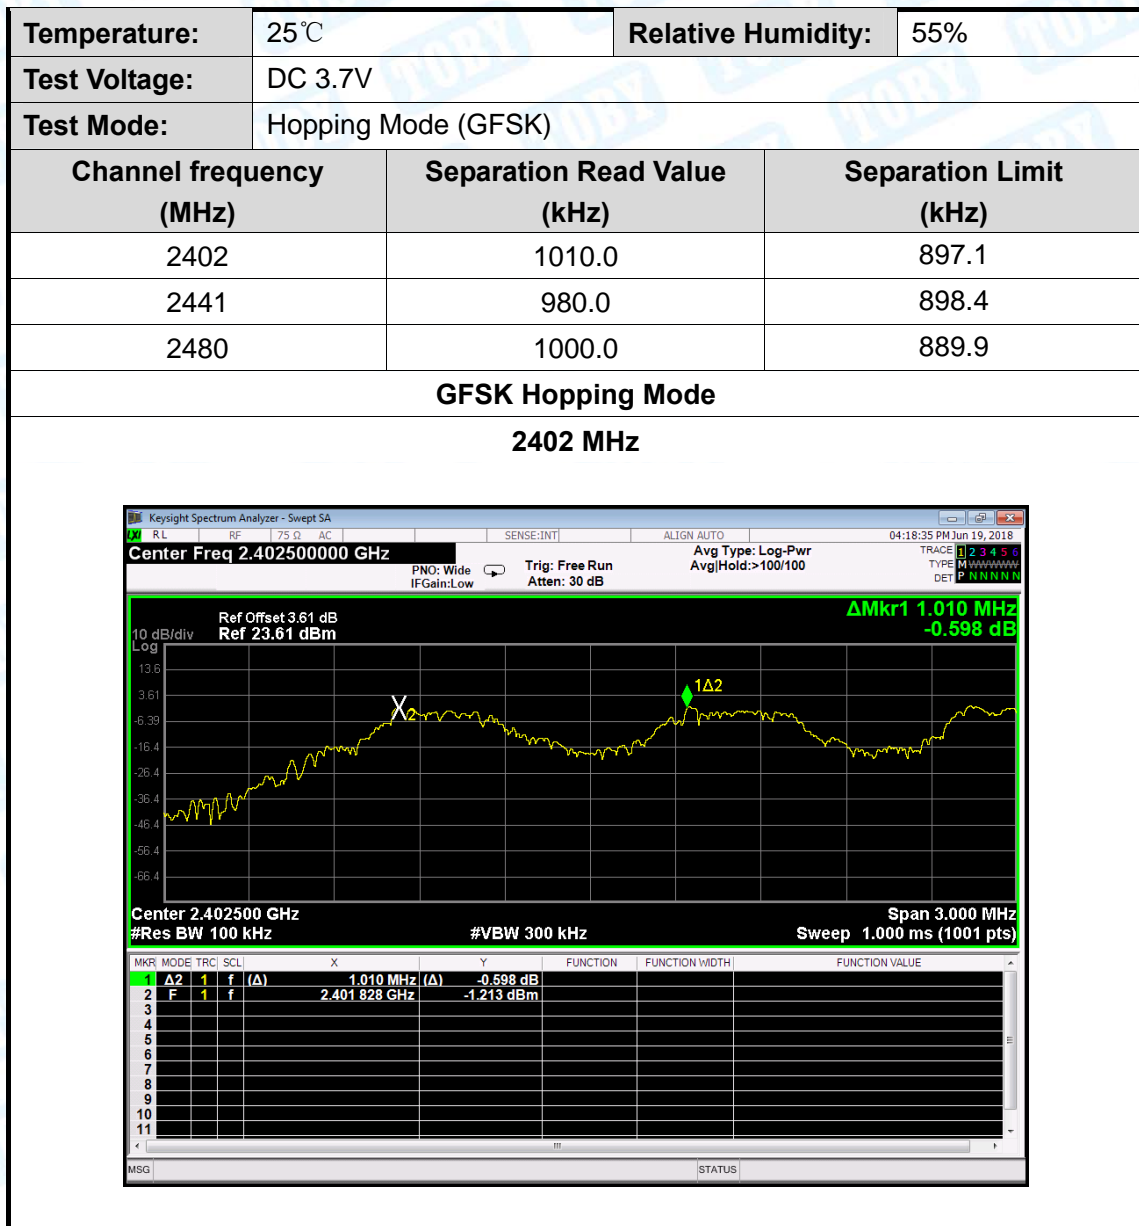 Temperature: 25℃ Relative Humidity: 55%
Test Voltage: DC 3.7V
Test Mode: Hopping Mode (GFSK)
Channel frequency (MHz) Separation Read Value (kHz) Separation Limit (kHz)
2402 1010.0 897.1
2441 980.0 898.4
2480 1000.0 889.9
GFSK Hopping Mode
2402 MHz
Keysight Spectrum Analyzer - Swept SA
LXI RL RF 75 Ω AC SENSE:INT ALIGN AUTO 04:18:35 PM Jun 19, 2018
Center Freq 2.402500000 GHz
PNO: Wide
IFGain:Low
Trig: Free Run
Atten: 30 dB
Avg Type: Log-Pwr
Avg|Hold:>100/100
TRACE 1 2 3 4 5 6
TYPE M WWWWW
DET P N N N N N
ΔMkr1 1.010 MHz
-0.598 dB
Ref Offset 3.61 dB
10 dB/div Ref 23.61 dBm
Log
13.6
3.61
-6.39
-16.4
-26.4
-36.4
-46.4
-56.4
-66.4
X2
1Δ2
Center 2.402500 GHz Span 3.000 MHz
#Res BW 100 kHz #VBW 300 kHz Sweep 1.000 ms (1001 pts)
MKR MODE TRC SCL X Y FUNCTION FUNCTION WIDTH FUNCTION VALUE
1 Δ2 1 f (Δ) 1.010 MHz (Δ) -0.598 dB
2 F 1 f 2.401 828 GHz -1.213 dBm
3
4
5
6
7
8
9
10
11
MSG STATUS
TOBY